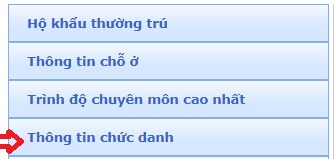 Hộ khẩu thường trú
Thông tin chỗ ở
Trình độ chuyên môn cao nhất
Thông tin chức danh